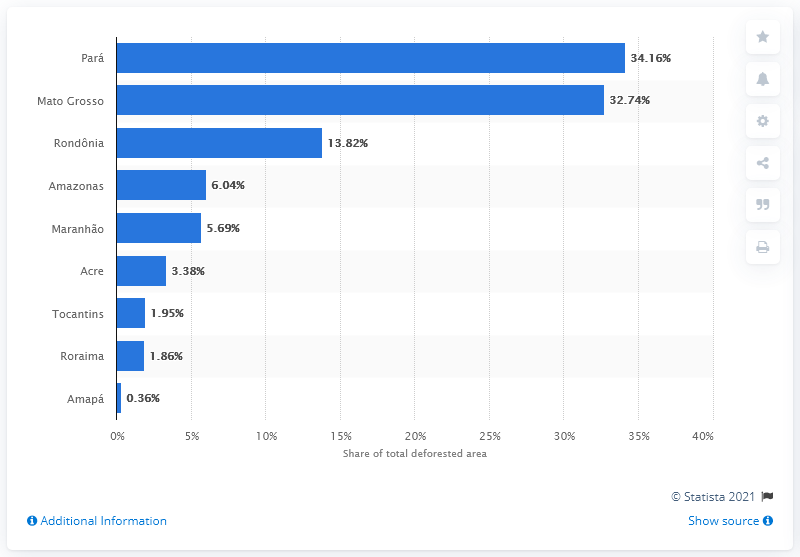 Pará 34.16%
Mato Grosso 32.74%
Rondônia 13.82%
Amazonas 6.04%
Maranhão 5.69%
Acre 3.38%
Tocantins 1.95%
Roraima 1.86%
Amapá 0.36%
0% 5% 10% 15% 20% 25% 30% 35% 40%
Share of total deforested area
© Statista 2021
Additional Information Show source